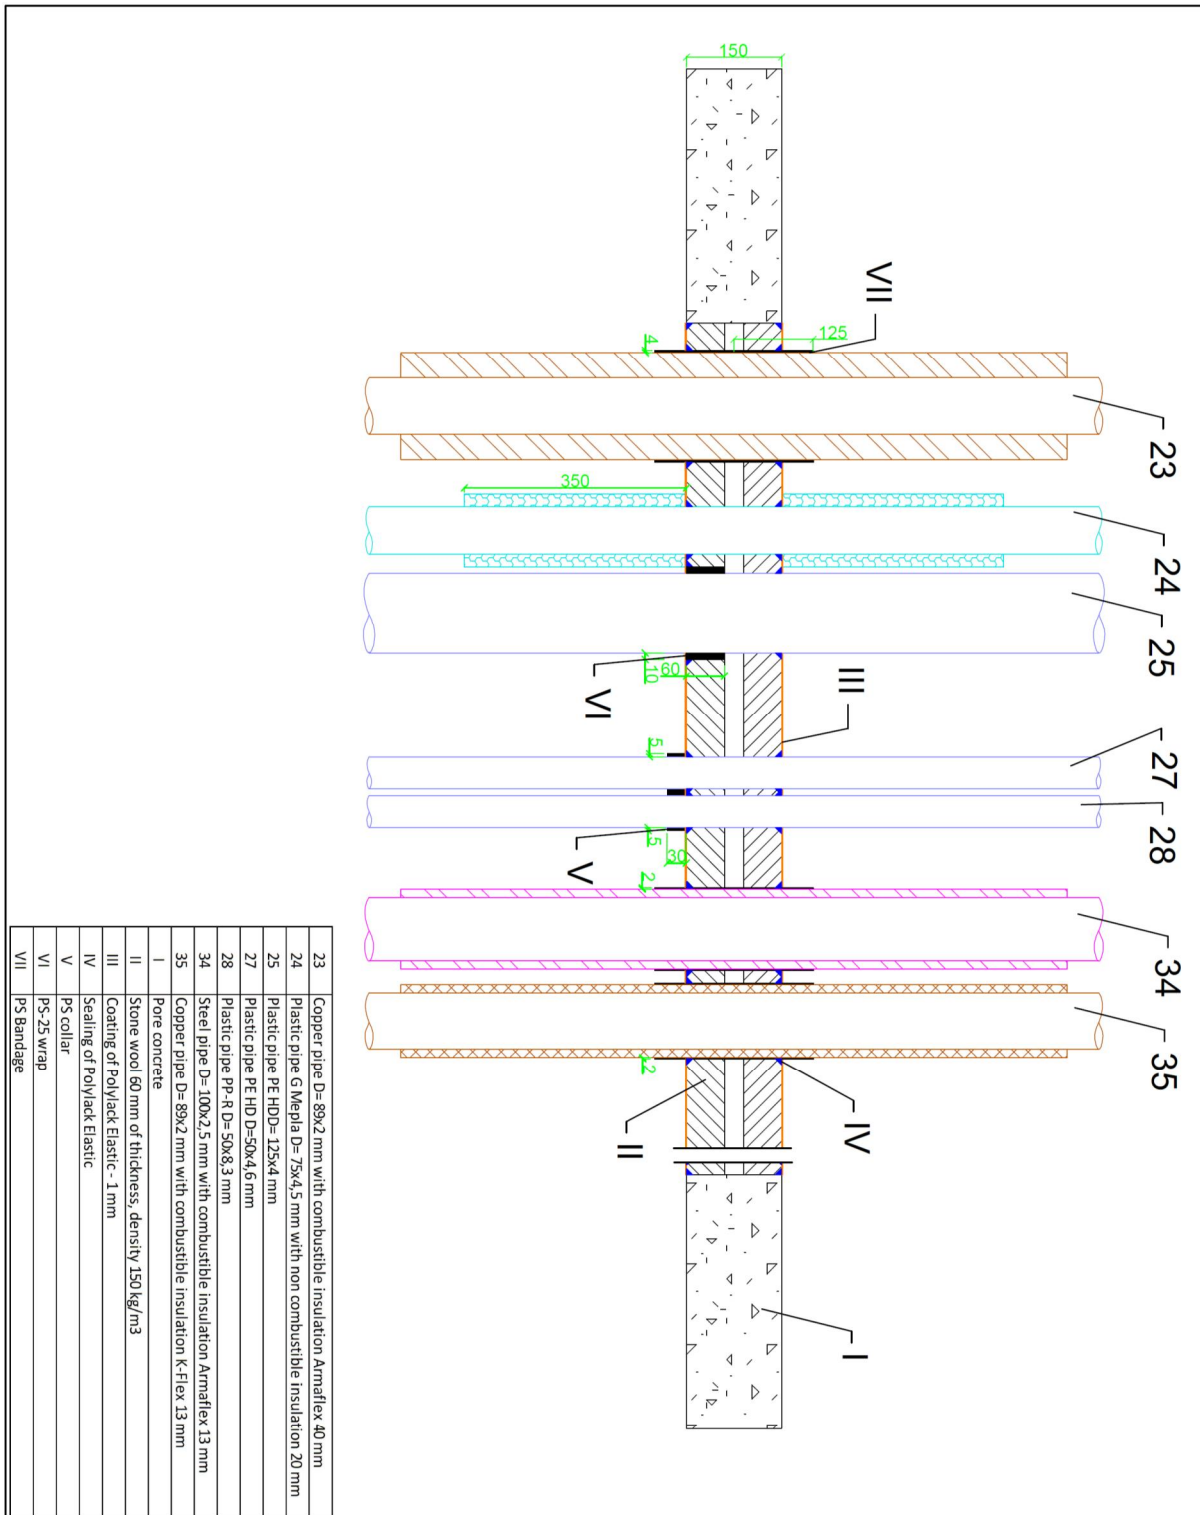 150
VII
125
4
23
350
24
25
VI
10
60
III
5
27
28
5
30
V
2
34
35
2
IV
II
I
23 Copper pipe D= 89x2 mm with combustible insulation Armaflex 40 mm
24 Plastic pipe G Mepla D= 75x4,5 mm with non combustible insulation 20 mm
25 Plastic pipe PE HDD= 125x4 mm
27 Plastic pipe PE HD D=50x4,6 mm
28 Plastic pipe PP-R D= 50x8,3 mm
34 Steel pipe D= 100x2,5 mm with combustible insulation Armaflex 13 mm
35 Copper pipe D= 89x2 mm with combustible insulation K-Flex 13 mm
I Pore concrete
II Stone wool 60 mm of thickness, density 150 kg/m3
III Coating of Polylack Elastic - 1 mm
IV Sealing of Polylack Elastic
V PS collar
VI PS-25 wrap
VII PS Bandage